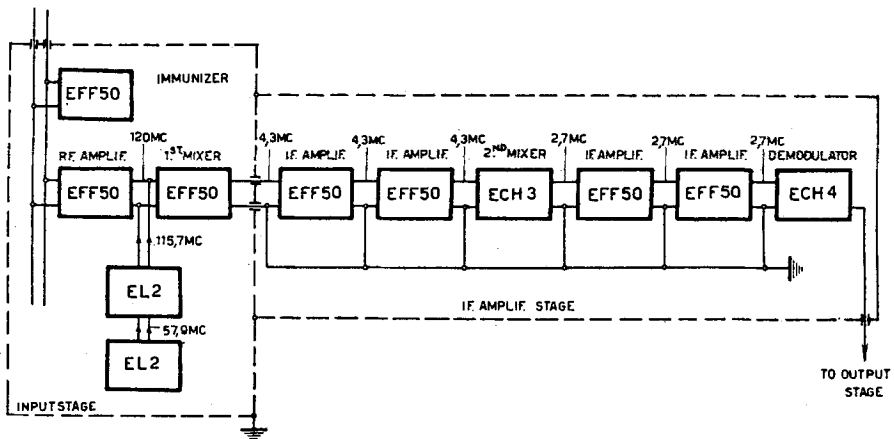 IMMUNIZER
EFF50
120MC
R.F. AMPLIF.
1ST MIXER
4,3MC
I.F. AMPLIF.
4,3MC
I.F. AMPLIF.
4,3MC
2ND MIXER
2,7MC
I.F. AMPLIF.
2,7MC
I.F. AMPLIF.
2,7MC
DEMODULATOR
EFF50
EFF50
EFF50
EFF50
ECH 3
EFF50
EFF50
ECH 4
115,7MC
EL2
57,9MC
EL2
I.F. AMPLIF. STAGE
TO OUTPUT
STAGE
INPUT STAGE